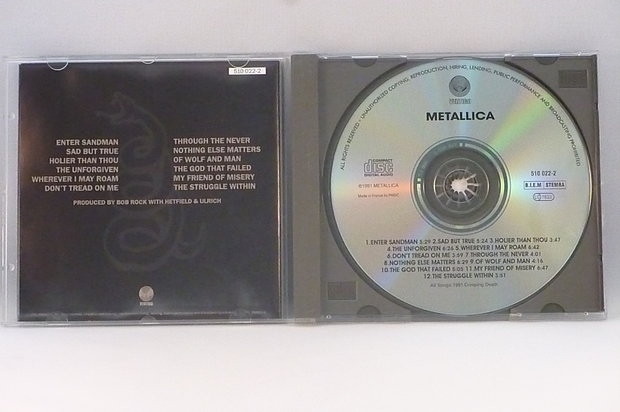 510 022-2
ENTER SANDMAN
SAD BUT TRUE
HOLIER THAN THOU
THE UNFORGIVEN
WHEREVER I MAY ROAM
DON'T TREAD ON ME
THROUGH THE NEVER
NOTHING ELSE MATTERS
OF WOLF AND MAN
THE GOD THAT FAILED
MY FRIEND OF MISERY
THE STRUGGLE WITHIN
PRODUCED BY BOB ROCK WITH HETFIELD & ULRICH
ALL RIGHTS RESERVED • UNAUTHORIZED COPYING, REPRODUCTION, HIRING, LENDING, PUBLIC PERFORMANCE AND BROADCASTING PROHIBITED
METALLICA
COMPACT
disc
DIGITAL AUDIO
510 022-2
B.I.E.M STEMRA
℗1991 METALLICA
Made in France
1.ENTER SANDMAN 5:29 2.SAD BUT TRUE 5:24 3.HOLIER THAN THOU 3:47
4.THE UNFORGIVEN 6:26 5.WHEREVER I MAY ROAM 6:42
6.DON'T TREAD ON ME 3:59 7 THROUGH THE NEVER 4:01
8.NOTHING ELSE MATTERS 6:29 9.OF WOLF AND MAN 4:16
10.THE GOD THAT FAILED 5:05 11.MY FRIEND OF MISERY 6:47
12.THE STRUGGLE WITHIN 3:51
All Songs 1991 Creeping Death